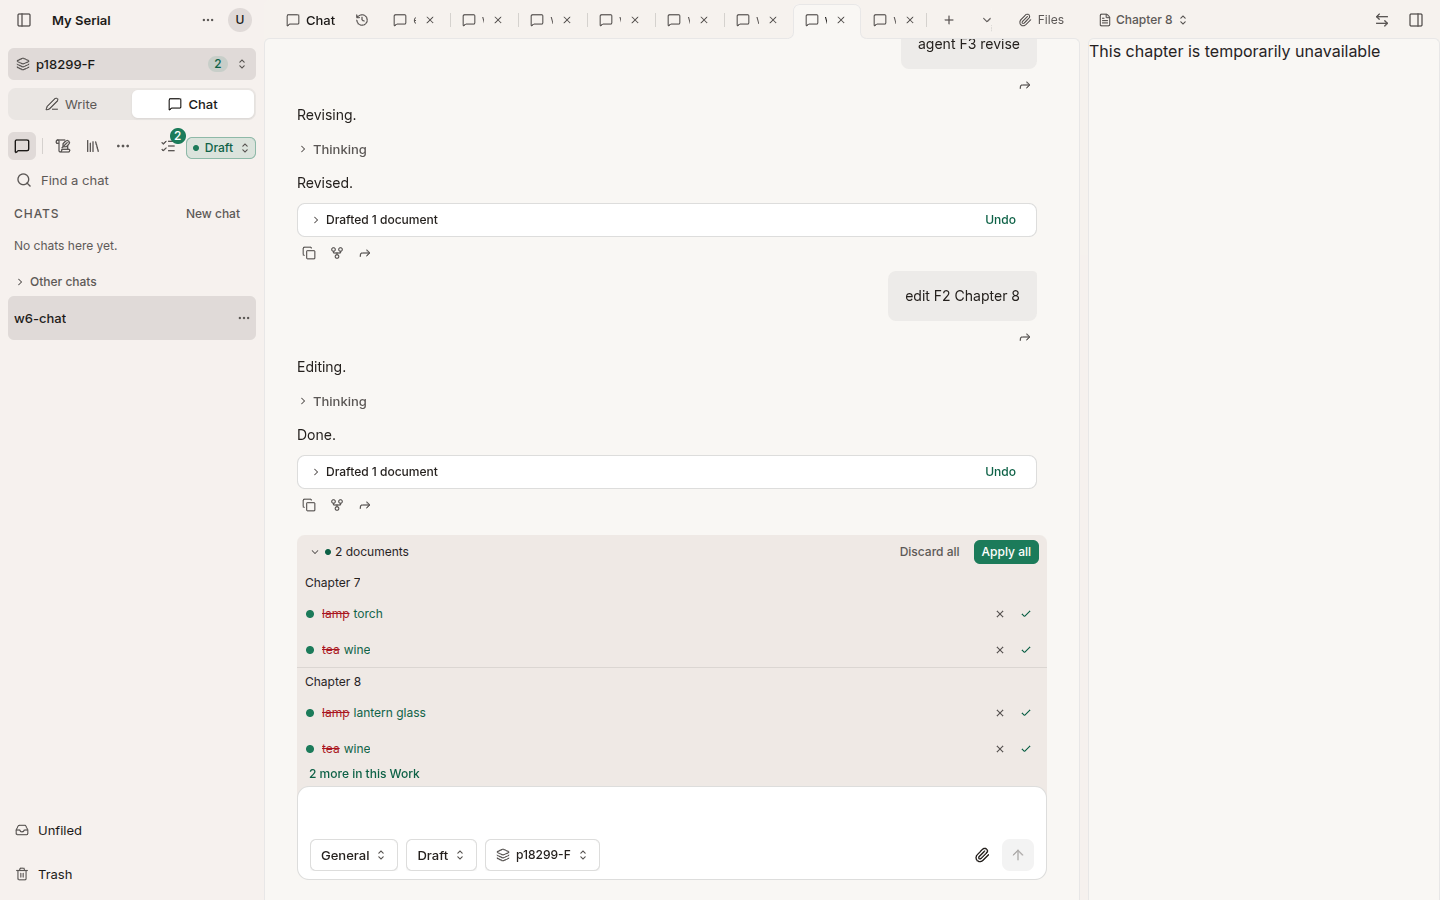 My Serial
U
Chat
Files
Chapter 8
p18299-F
2
Write
Chat
2
Draft
Find a chat
CHATS
New chat
No chats here yet.
Other chats
w6-chat
Unfiled
Trash
agent F3 revise
Revising.
Thinking
Revised.
Drafted 1 document
Undo
edit F2 Chapter 8
Editing.
Thinking
Done.
Drafted 1 document
Undo
2 documents
Discard all
Apply all
Chapter 7
lamp torch
tea wine
Chapter 8
lamp lantern glass
tea wine
2 more in this Work
General
Draft
p18299-F
This chapter is temporarily unavailable